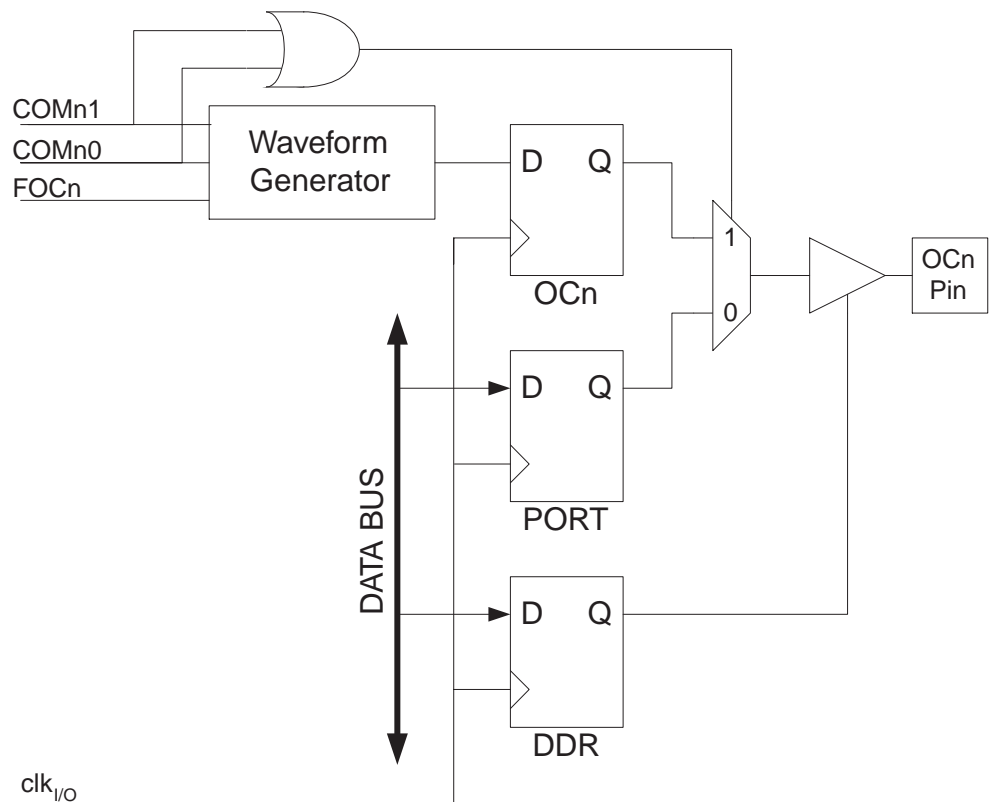 COMn1
COMn0
FOCn
Waveform
Generator
D Q
OCn
1
0
OCn
Pin
D Q
PORT
DATA BUS
D Q
DDR
clkI/O